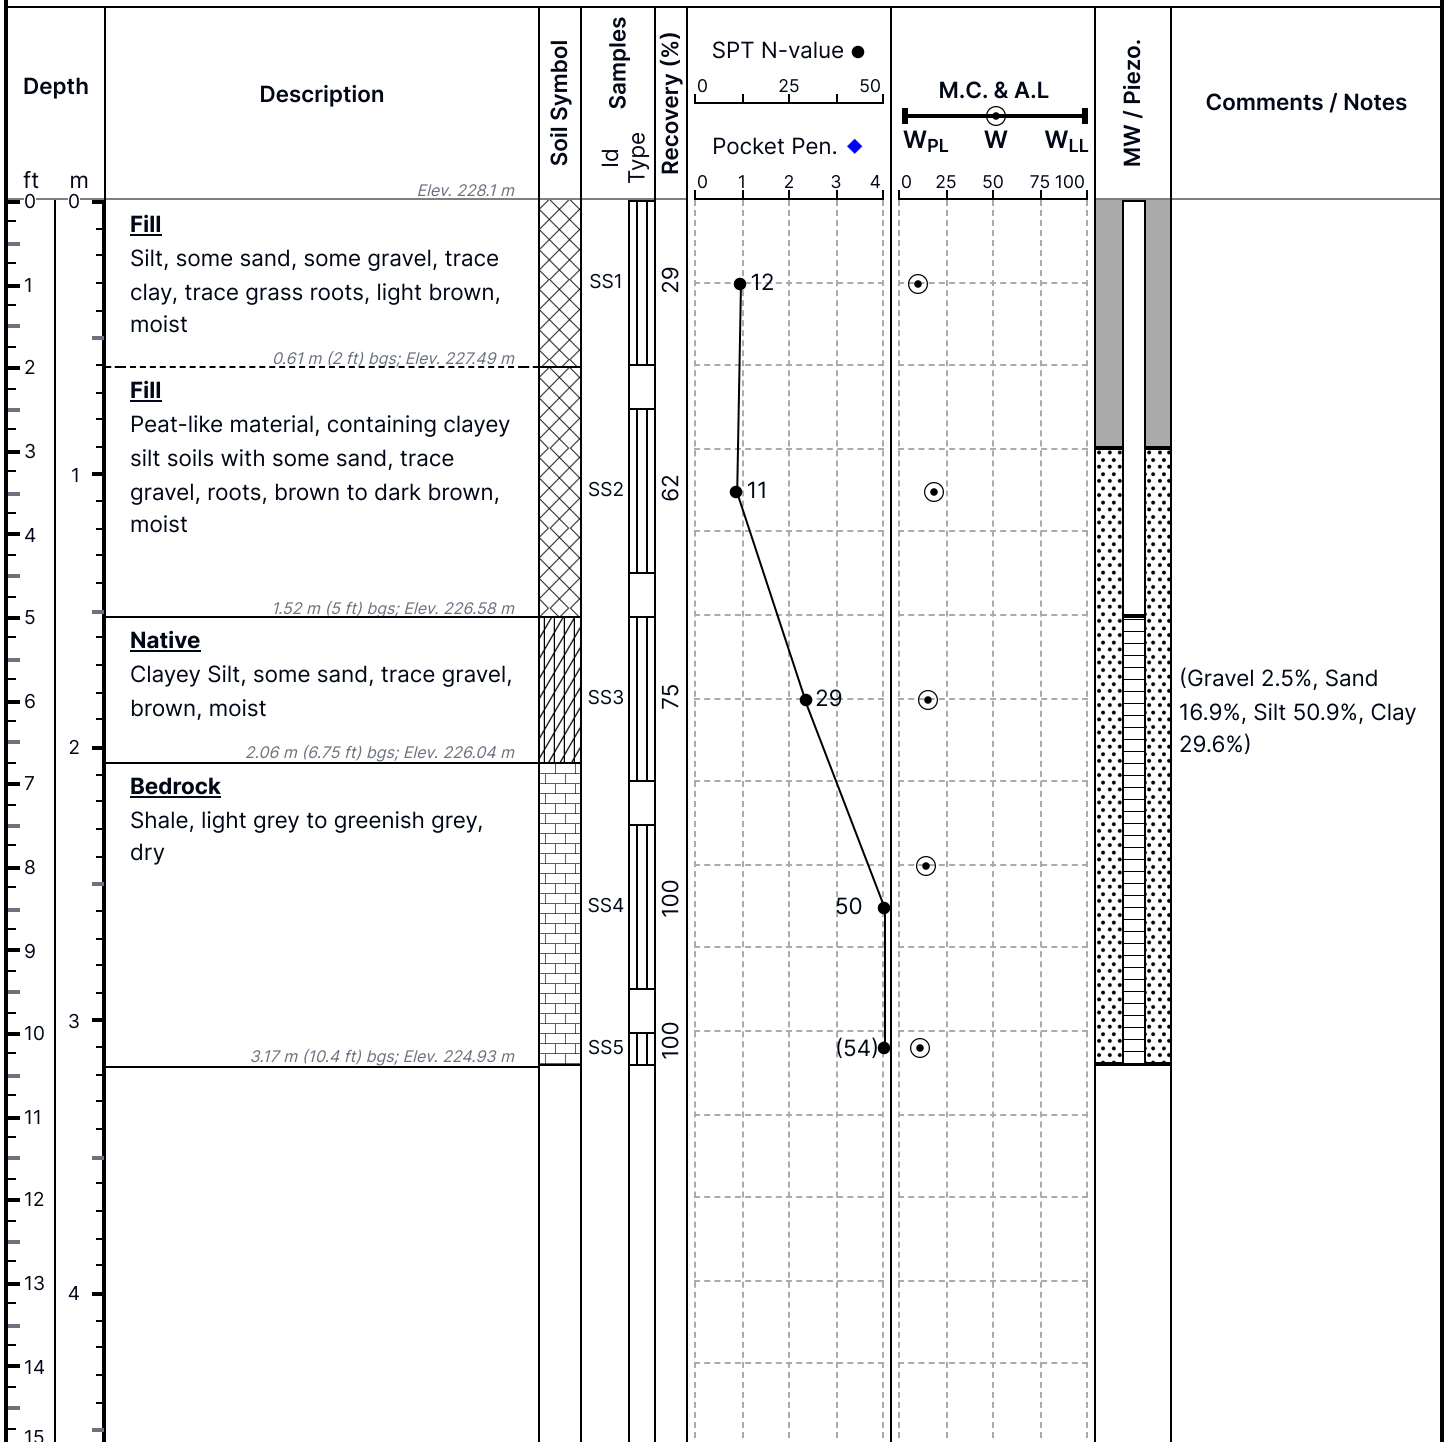 Depth
ft m
Description
Elev. 228.1 m
Soil Symbol
Samples
Id
Type
Recovery (%)
SPT N-value
0 25 50
Pocket Pen.
0 1 2 3 4
M.C. & A.L
WPL W WLL
0 25 50 75 100
MW / Piezo.
Comments / Notes
0 0
Fill
Silt, some sand, some gravel, trace
clay, trace grass roots, light brown,
moist
0.61 m (2 ft) bgs; Elev. 227.49 m
1
SS1
29
12
2
Fill
Peat-like material, containing clayey
silt soils with some sand, trace
gravel, roots, brown to dark brown,
moist
1.52 m (5 ft) bgs; Elev. 226.58 m
3
1
SS2
62
11
4
5
Native
Clayey Silt, some sand, trace gravel,
brown, moist
2.06 m (6.75 ft) bgs; Elev. 226.04 m
6
2
SS3
75
29
(Gravel 2.5%, Sand
16.9%, Silt 50.9%, Clay
29.6%)
7
Bedrock
Shale, light grey to greenish grey,
dry
3.17 m (10.4 ft) bgs; Elev. 224.93 m
8
SS4
100
50
9
3
10
SS5
100
(54)
11
12
13
4
14
15